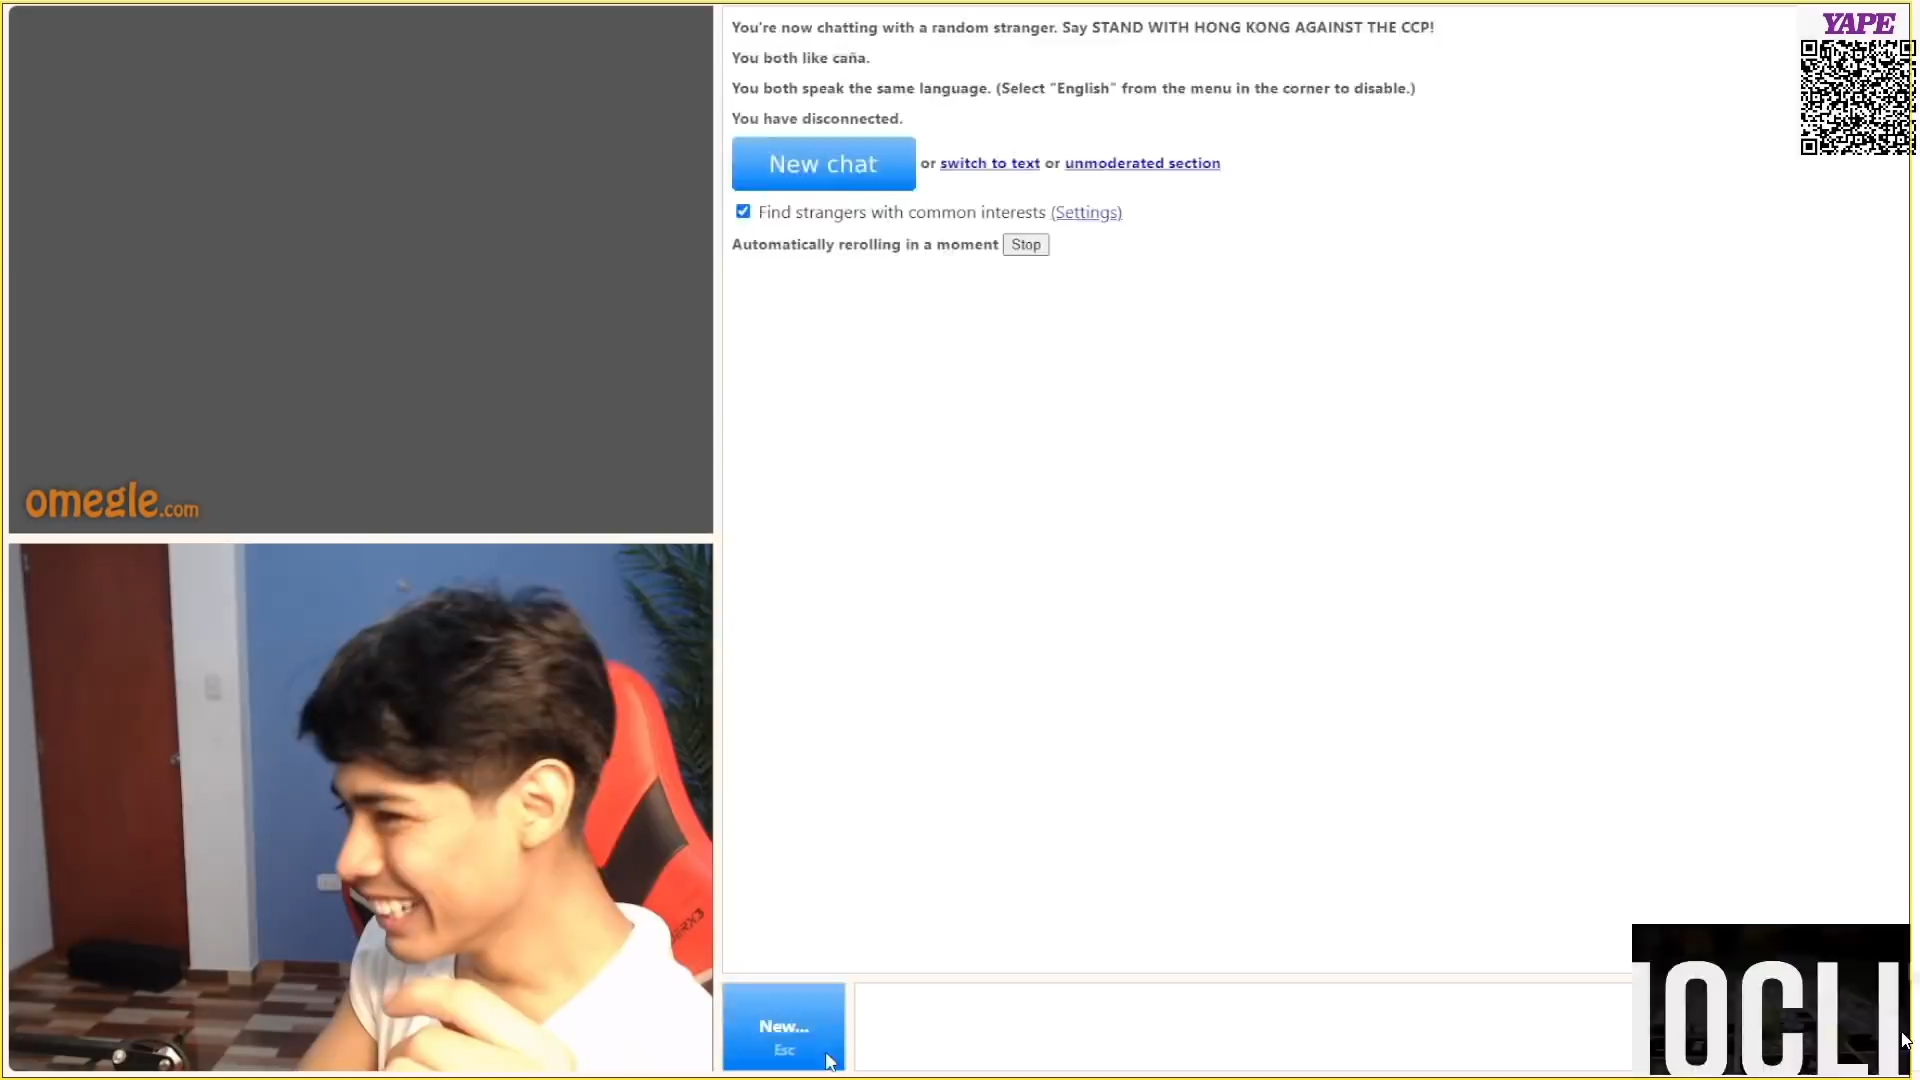 You're now chatting with a random stranger. Say STAND WITH HONG KONG AGAINST THE CCP!
You both like caña.
You both speak the same language. (Select "English" from the menu in the corner to disable.)
You have disconnected.
New chat or switch to text or unmoderated section
Find strangers with common interests (Settings)
Automatically rerolling in a moment Stop
YAPE
omegle.com
New...
Esc